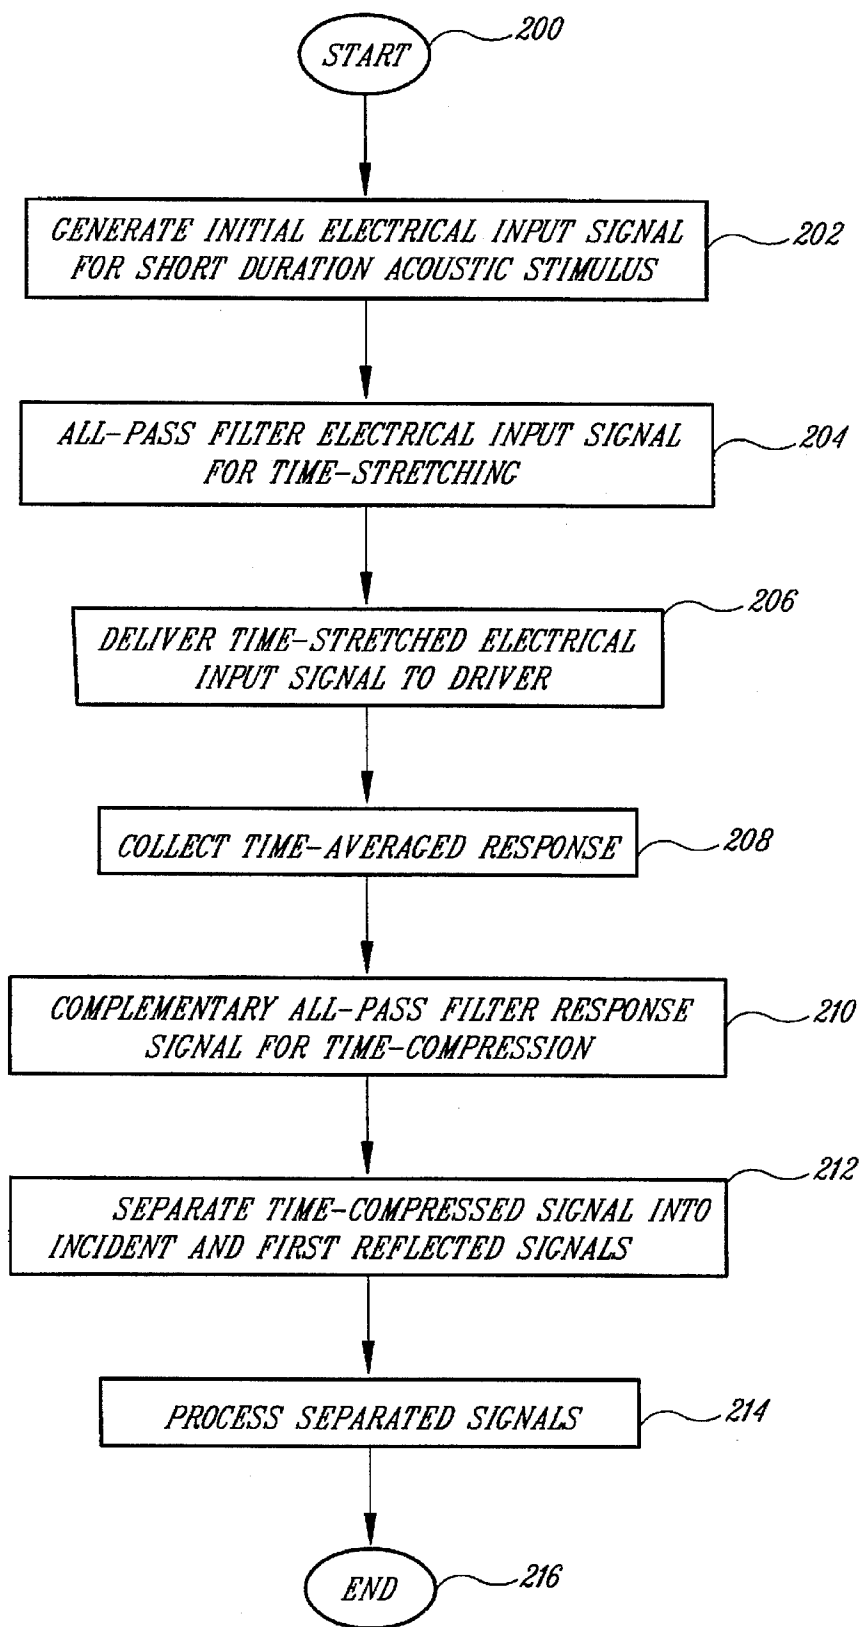 START
200
GENERATE INITIAL ELECTRICAL INPUT SIGNAL
FOR SHORT DURATION ACOUSTIC STIMULUS
202
ALL-PASS FILTER ELECTRICAL INPUT SIGNAL
FOR TIME-STRETCHING
204
DELIVER TIME-STRETCHED ELECTRICAL
INPUT SIGNAL TO DRIVER
206
COLLECT TIME-AVERAGED RESPONSE
208
COMPLEMENTARY ALL-PASS FILTER RESPONSE
SIGNAL FOR TIME-COMPRESSION
210
SEPARATE TIME-COMPRESSED SIGNAL INTO
INCIDENT AND FIRST REFLECTED SIGNALS
212
PROCESS SEPARATED SIGNALS
214
END
216